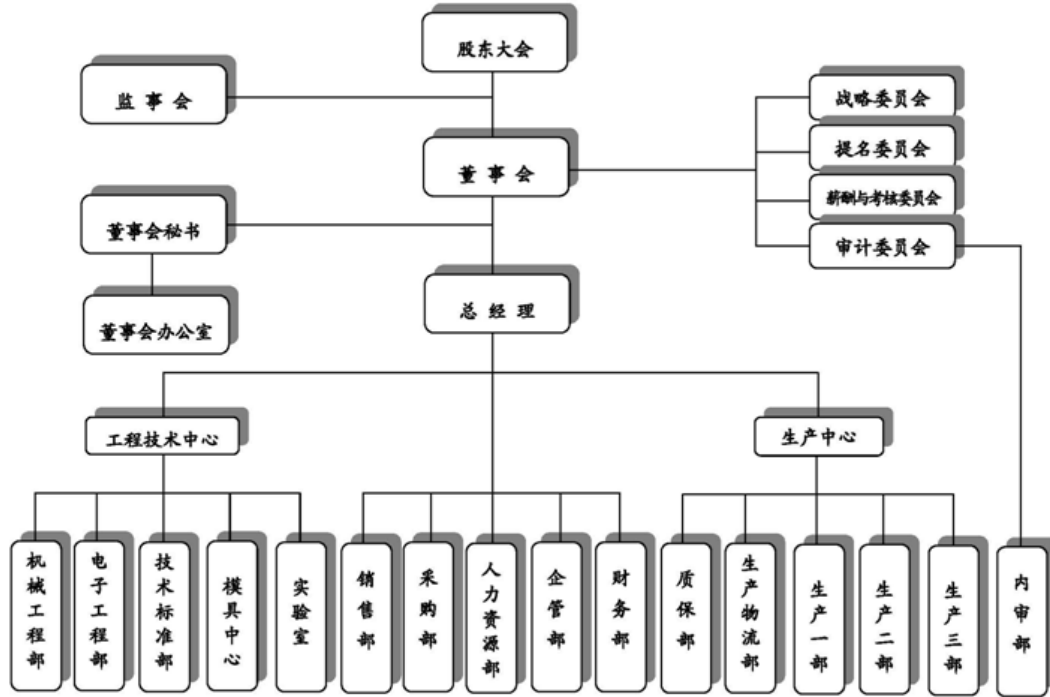 股东大会
监事会
战略委员会
董事会
提名委员会
薪酬与考核委员会
董事会秘书
审计委员会
总经理
董事会办公室
工程技术中心
生产中心
机械工程部
电子工程部
技术标准部
模具中心
实验室
销售部
采购部
人力资源部
企管部
财务部
质保部
生产物流部
生产一部
生产二部
生产三部
内审部